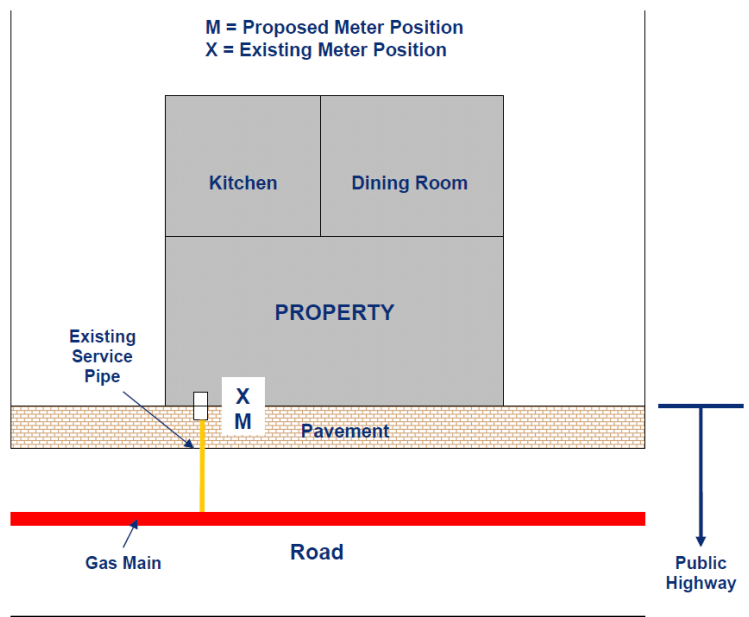 M = Proposed Meter Position
X = Existing Meter Position
Kitchen
Dining Room
PROPERTY
Existing
Service
Pipe
X
M
Pavement
Road
Gas Main
Public
Highway